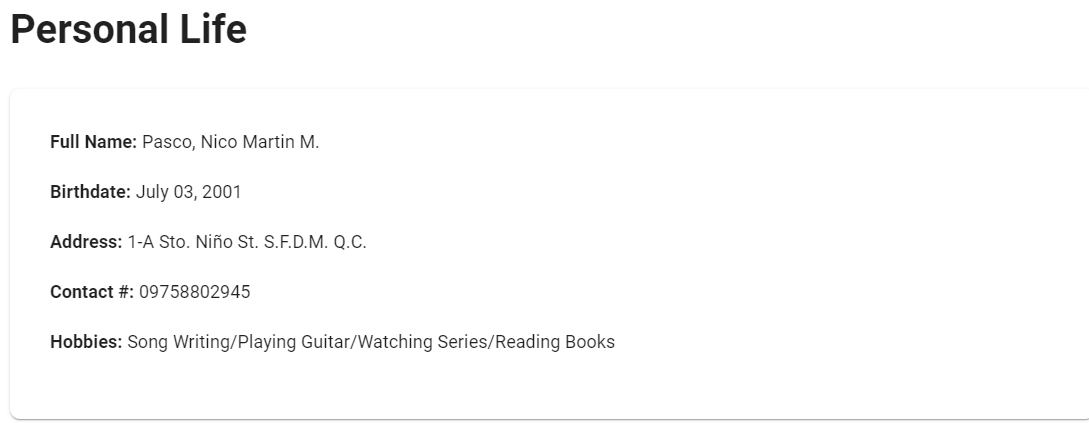 Personal Life
Full Name: Pasco, Nico Martin M.
Birthdate: July 03, 2001
Address: 1-A Sto. Niño St. S.F.D.M. Q.C.
Contact #: 09758802945
Hobbies: Song Writing/Playing Guitar/Watching Series/Reading Books